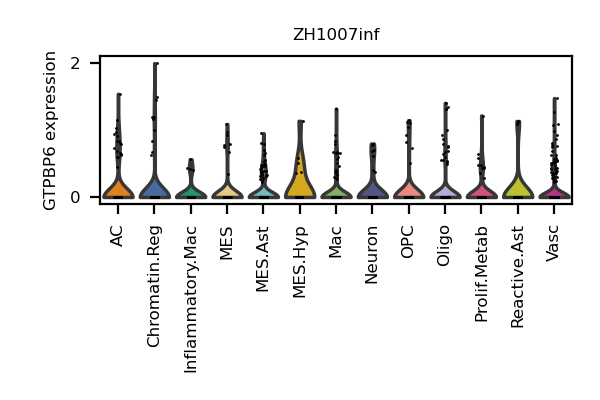 ZH1007inf
GTPBP6 expression
2
0
AC
Chromatin.Reg
Inflammatory.Mac
MES
MES.Ast
MES.Hyp
Mac
Neuron
OPC
Oligo
Prolif.Metab
Reactive.Ast
Vasc